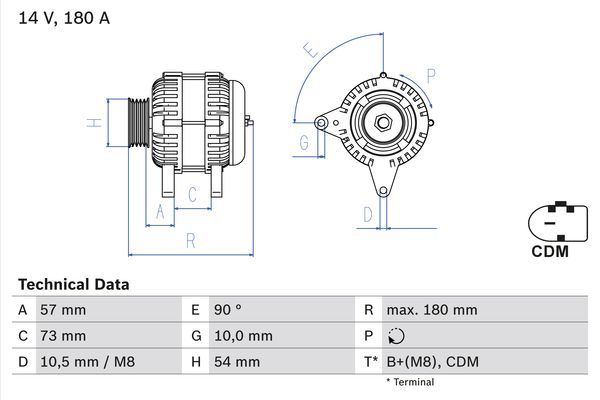 14 V, 180 A
E
P
H
G
A
C
R
D
CDM
Technical Data
A 57 mm E 90 ° R max. 180 mm
C 73 mm G 10,0 mm P
D 10,5 mm / M8 H 54 mm T* B+(M8), CDM
* Terminal